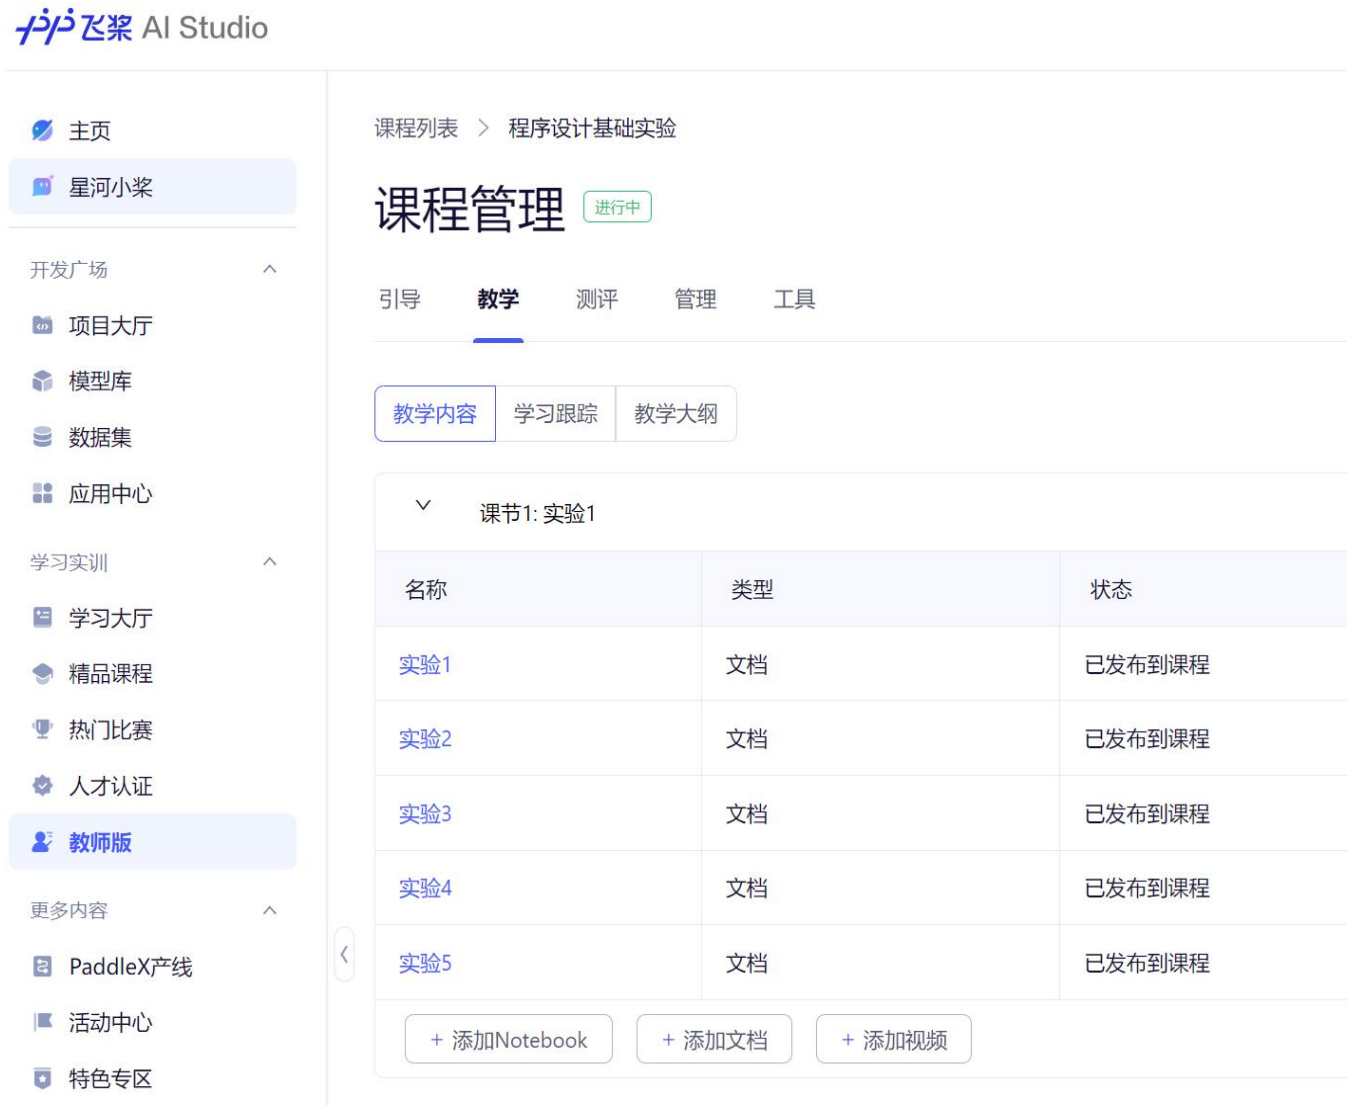 飞桨 AI Studio
主页
星河小桨
开发广场
项目大厅
模型库
数据集
应用中心
学习实训
学习大厅
精品课程
热门比赛
人才认证
教师版
更多内容
PaddleX产线
活动中心
特色专区
课程列表 > 程序设计基础实验
课程管理 进行中
引导 教学 测评 管理 工具
教学内容 学习跟踪 教学大纲
课节1: 实验1
名称 类型 状态
实验1 文档 已发布到课程
实验2 文档 已发布到课程
实验3 文档 已发布到课程
实验4 文档 已发布到课程
实验5 文档 已发布到课程
+ 添加Notebook + 添加文档 + 添加视频